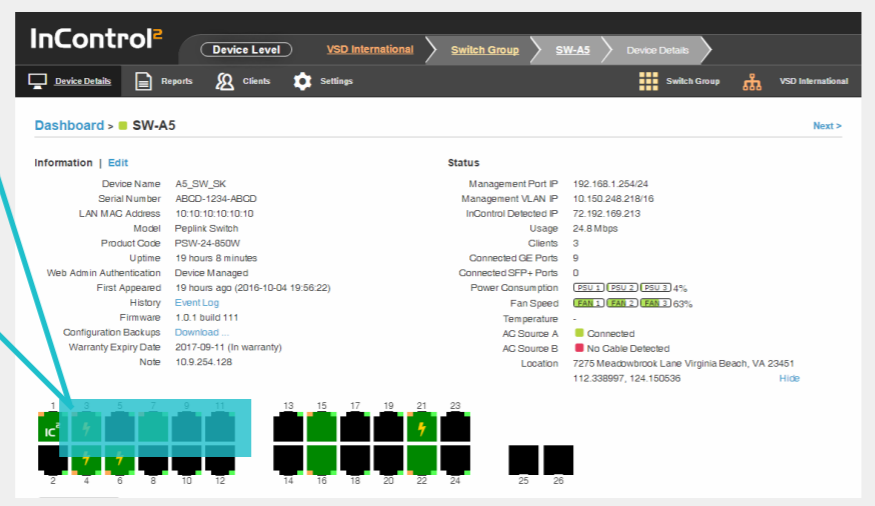 InControl²
Device Level VSD International Switch Group SW-A5 Device Details
Device Details Reports Clients Settings Switch Group VSD International
Dashboard > SW-A5 Next >
Information | Edit
Device Name A5_SW_SK
Serial Number ABCD-1234-ABCD
LAN MAC Address 10:10:10:10:10:10
Model Peplink Switch
Product Code PSW-24-850W
Uptime 19 hours 8 minutes
Web Admin Authentication Device Managed
First Appeared 19 hours ago (2016-10-04 19:56:22)
History Event Log
Firmware 1.0.1 build 111
Configuration Backups Download ...
Warranty Expiry Date 2017-09-11 (In warranty)
Note 10.9.254.128
Status
Management Port IP 192.168.1.254/24
Management VLAN IP 10.150.248.218/16
InControl Detected IP 72.192.169.213
Usage 24.8 Mbps
Clients 3
Connected GE Ports 9
Connected SFP+ Ports 0
Power Consumption PSU 1 PSU 2 PSU 3 4%
Fan Speed FAN 1 FAN 2 FAN 3 63%
Temperature -
AC Source A Connected
AC Source B No Cable Detected
Location 7275 Meadowbrook Lane Virginia Beach, VA 23451
112.338997, 124.150536 Hide
1 3 5 7 9 11 13 15 17 19 21 23
IC²
2 4 6 8 10 12 14 16 18 20 22 24 25 26